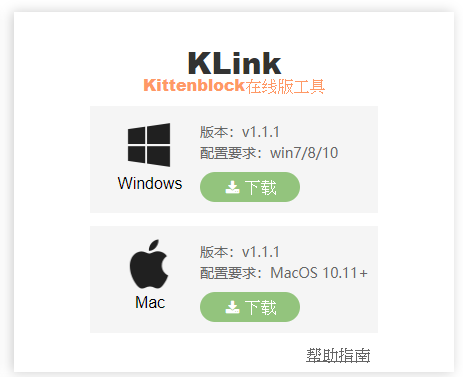 KLink
Kittenblock在线版工具
版本：v1.1.1
配置要求：win7/8/10
Windows
下载
版本：v1.1.1
配置要求：MacOS 10.11+
Mac
下载
帮助指南